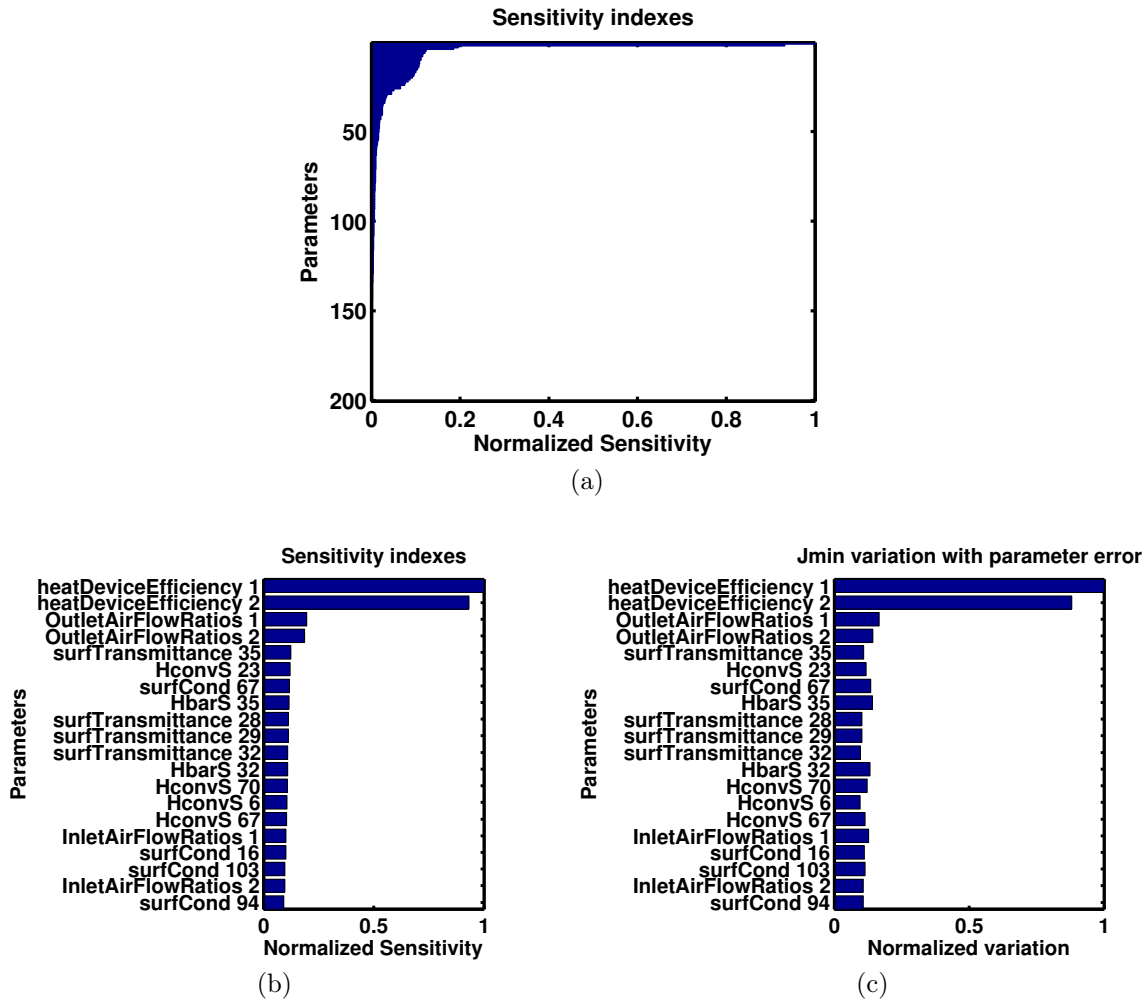 Sensitivity indexes
Parameters
50
100
150
200
0 0.2 0.4 0.6 0.8 1
Normalized Sensitivity
(a)
Sensitivity indexes
Parameters
heatDeviceEfficiency 1
heatDeviceEfficiency 2
OutletAirFlowRatios 1
OutletAirFlowRatios 2
surfTransmittance 35
HconvS 23
surfCond 67
HbarS 35
surfTransmittance 28
surfTransmittance 29
surfTransmittance 32
HbarS 32
HconvS 70
HconvS 6
HconvS 67
InletAirFlowRatios 1
surfCond 16
surfCond 103
InletAirFlowRatios 2
surfCond 94
0 0.5 1
Normalized Sensitivity
(b)
Jmin variation with parameter error
Parameters
heatDeviceEfficiency 1
heatDeviceEfficiency 2
OutletAirFlowRatios 1
OutletAirFlowRatios 2
surfTransmittance 35
HconvS 23
surfCond 67
HbarS 35
surfTransmittance 28
surfTransmittance 29
surfTransmittance 32
HbarS 32
HconvS 70
HconvS 6
HconvS 67
InletAirFlowRatios 1
surfCond 16
surfCond 103
InletAirFlowRatios 2
surfCond 94
0 0.5 1
Normalized variation
(c)